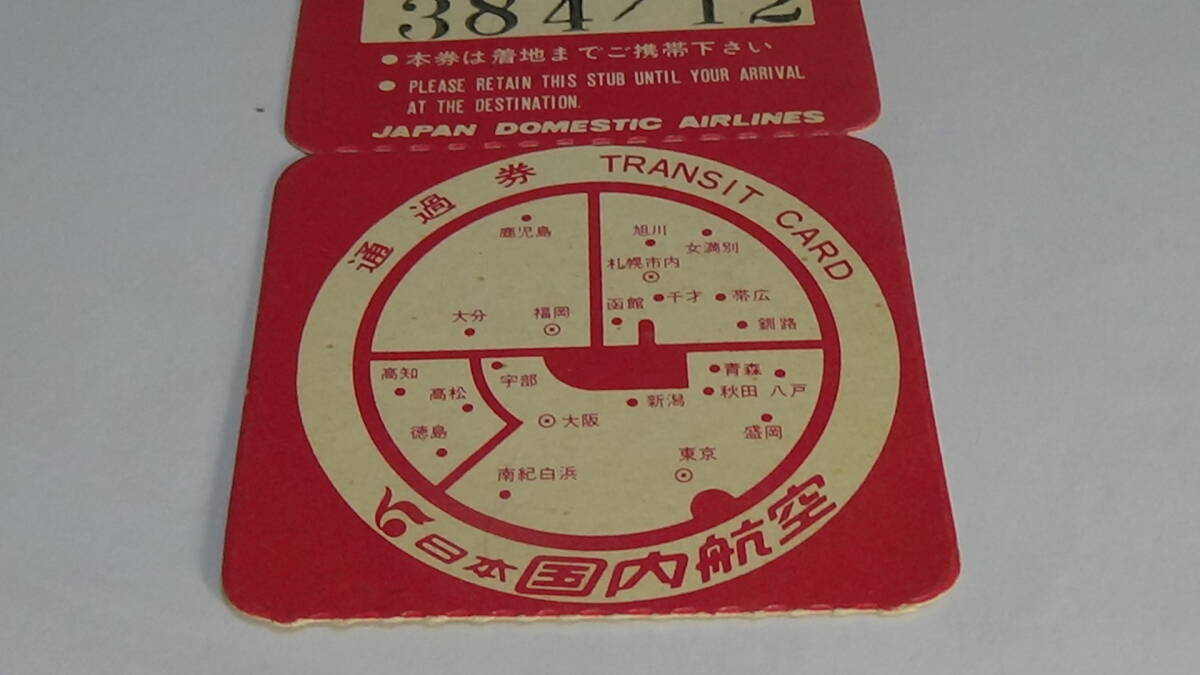 384/12
●本券は着地までご携帯下さい
● PLEASE RETAIN THIS STUB UNTIL YOUR ARRIVAL
AT THE DESTINATION.
JAPAN DOMESTIC AIRLINES
通過券 TRANSIT CARD
鹿児島
旭川
女満別
札幌市内
千才
帯広
函館
釧路
大分
福岡
高知
高松
徳島
宇部
大阪
新潟
青森
秋田
八戸
盛岡
東京
南紀白浜
日本国内航空